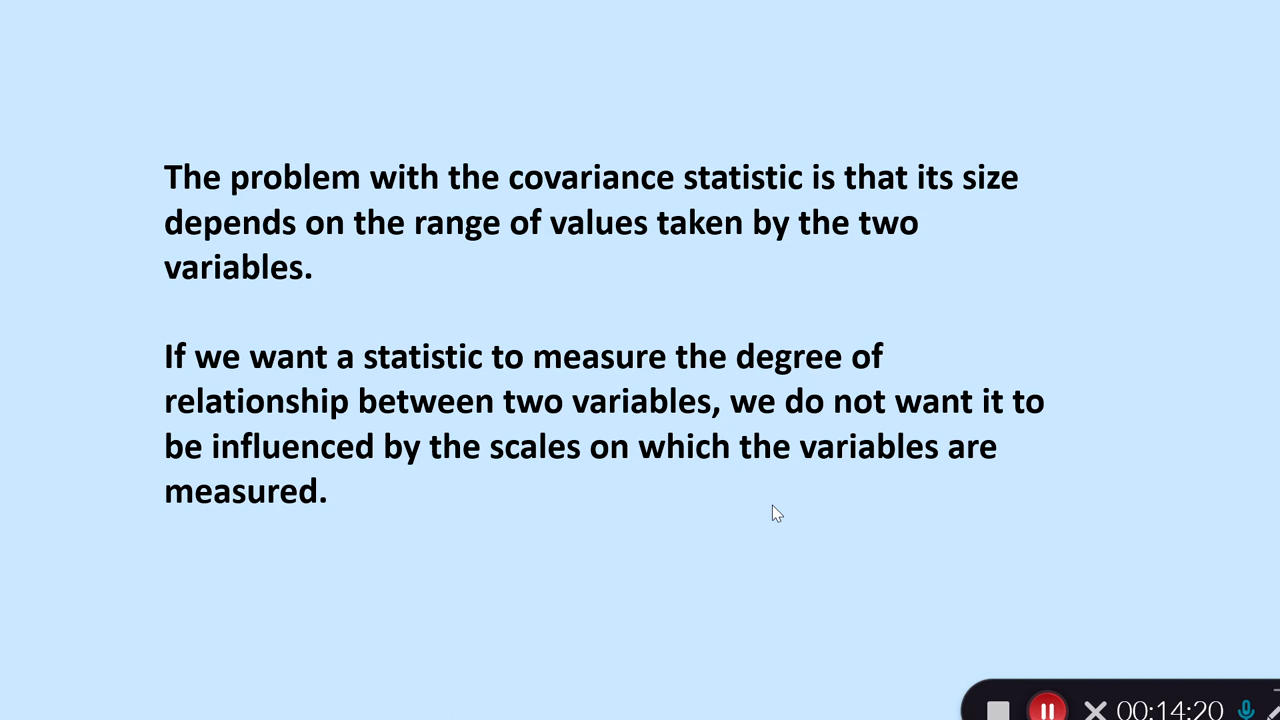 The problem with the covariance statistic is that its size
depends on the range of values taken by the two
variables.
If we want a statistic to measure the degree of
relationship between two variables, we do not want it to
be influenced by the scales on which the variables are
measured.
00:14:20